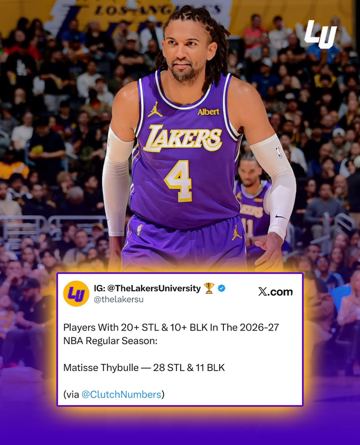 LU
LOS ANGELES
Albert
LAKERS
4
LU
IG: @TheLakersUniversity
@thelakersu
X.com
Players With 20+ STL & 10+ BLK In The 2026-27
NBA Regular Season:
Matisse Thybulle — 28 STL & 11 BLK
(via @ClutchNumbers)